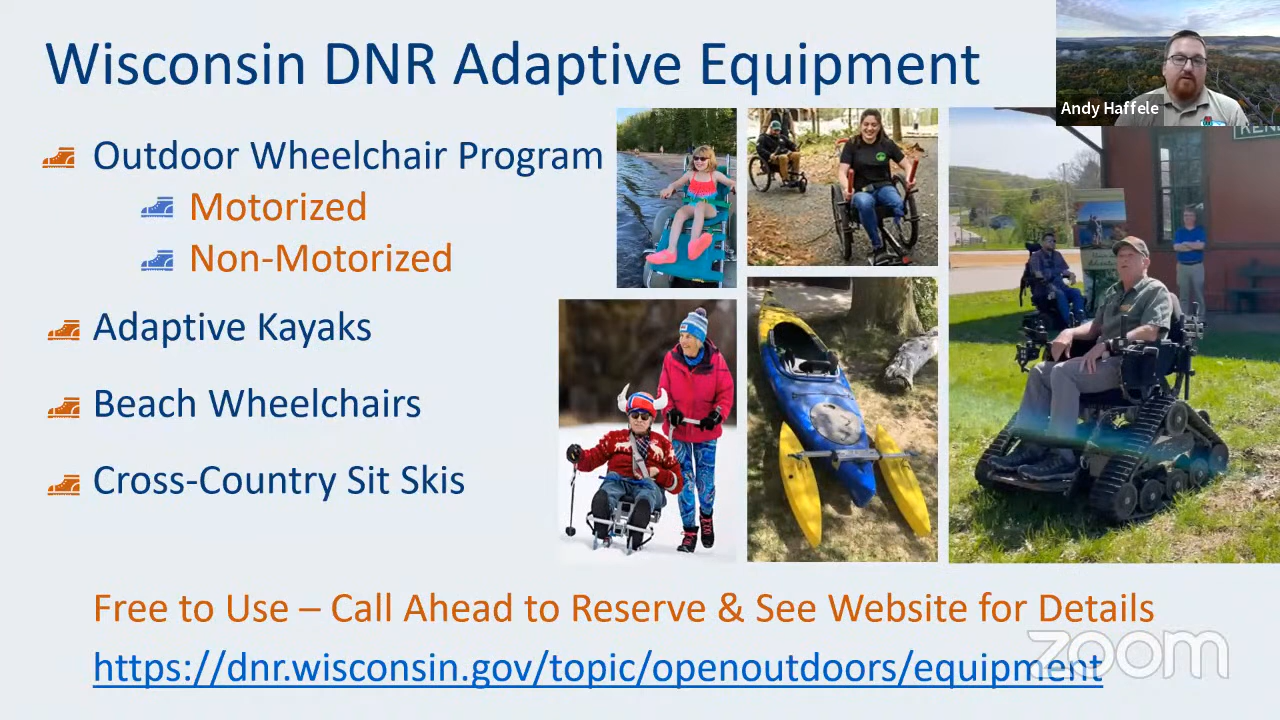 Wisconsin DNR Adaptive Equipment
Andy Haffele
Outdoor Wheelchair Program
Motorized
Non-Motorized
Adaptive Kayaks
Beach Wheelchairs
Cross-Country Sit Skis
Free to Use – Call Ahead to Reserve & See Website for Details
https://dnr.wisconsin.gov/topic/openoutdoors/equipment
zoom